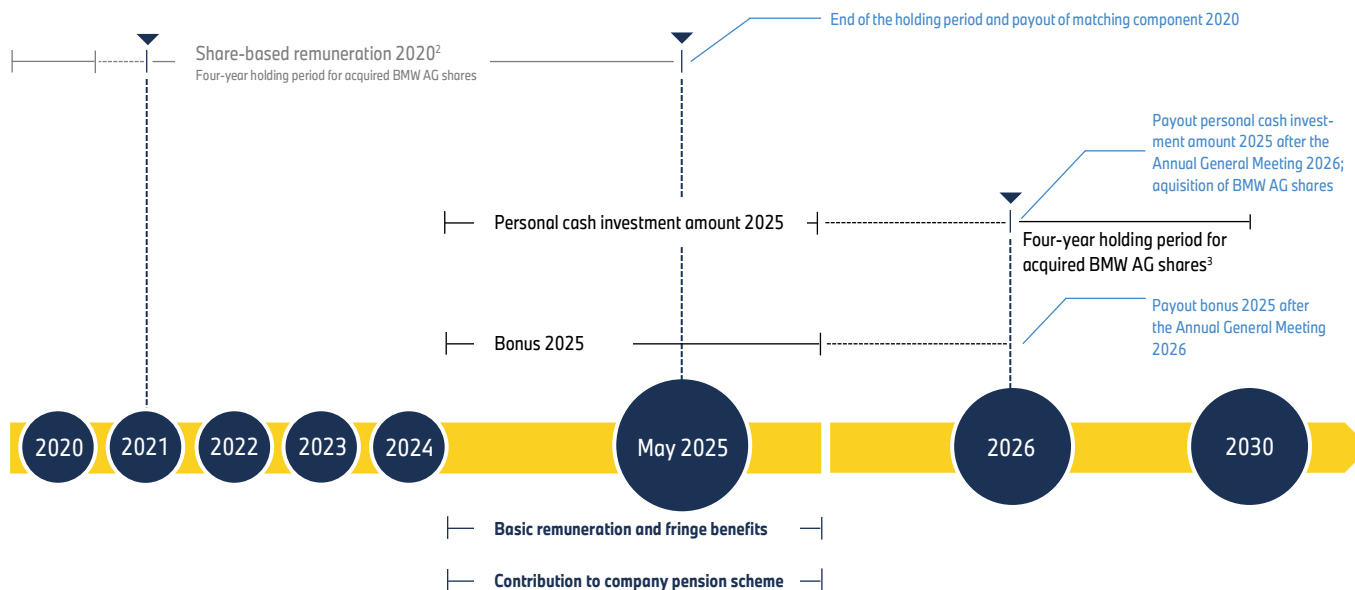 End of the holding period and payout of matching component 2020
Share-based remuneration 2020²
Four-year holding period for acquired BMW AG shares
Payout personal cash invest-
ment amount 2025 after the
Annual General Meeting 2026;
aquisition of BMW AG shares
Personal cash investment amount 2025
Four-year holding period for
acquired BMW AG shares³
Payout bonus 2025 after
the Annual General Meeting
2026
Bonus 2025
2020
2021
2022
2023
2024
May 2025
2026
2030
Basic remuneration and fringe benefits
Contribution to company pension scheme